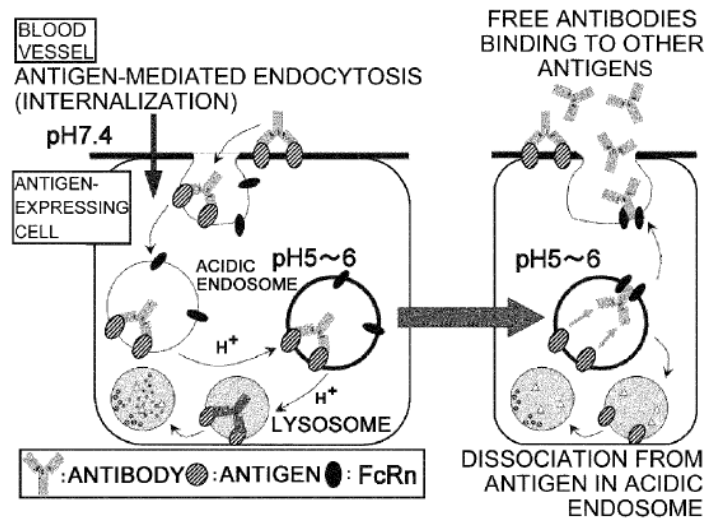 BLOOD
VESSEL
ANTIGEN-MEDIATED ENDOCYTOSIS
(INTERNALIZATION)
pH7.4
ANTIGEN-
EXPRESSING
CELL
ACIDIC
ENDOSOME
pH5～6
H+
H+
LYSOSOME
FREE ANTIBODIES
BINDING TO OTHER
ANTIGENS
pH5～6
DISSOCIATION FROM
ANTIGEN IN ACIDIC
ENDOSOME
:ANTIBODY :ANTIGEN : FcRn